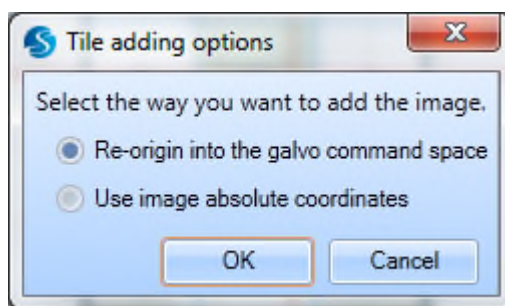 Tile adding options
Select the way you want to add the image.
Re-origin into the galvo command space
Use image absolute coordinates
OK Cancel